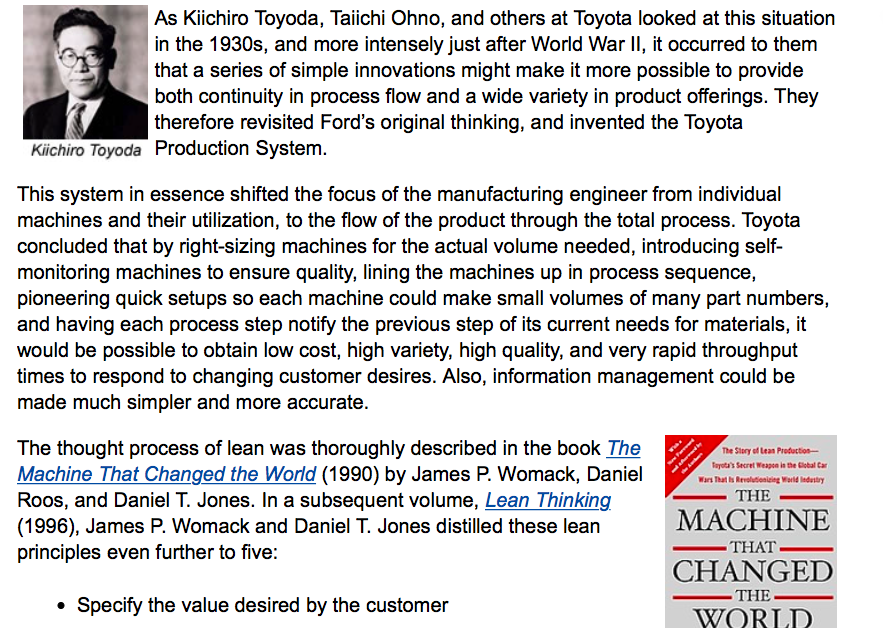 As Kiichiro Toyoda, Taiichi Ohno, and others at Toyota looked at this situation
in the 1930s, and more intensely just after World War II, it occurred to them
that a series of simple innovations might make it more possible to provide
both continuity in process flow and a wide variety in product offerings. They
therefore revisited Ford's original thinking, and invented the Toyota
Production System.
Kiichiro Toyoda
This system in essence shifted the focus of the manufacturing engineer from individual
machines and their utilization, to the flow of the product through the total process. Toyota
concluded that by right-sizing machines for the actual volume needed, introducing self-
monitoring machines to ensure quality, lining the machines up in process sequence,
pioneering quick setups so each machine could make small volumes of many part numbers,
and having each process step notify the previous step of its current needs for materials, it
would be possible to obtain low cost, high variety, high quality, and very rapid throughput
times to respond to changing customer desires. Also, information management could be
made much simpler and more accurate.
The thought process of lean was thoroughly described in the book The
Machine That Changed the World (1990) by James P. Womack, Daniel
Roos, and Daniel T. Jones. In a subsequent volume, Lean Thinking
(1996), James P. Womack and Daniel T. Jones distilled these lean
principles even further to five:
• Specify the value desired by the customer
The Story of Lean Production—
Toyota's Secret Weapon in the Global Car
Wars That Is Revolutionizing World Industry
THE
MACHINE
THAT
CHANGED
THE
WORLD